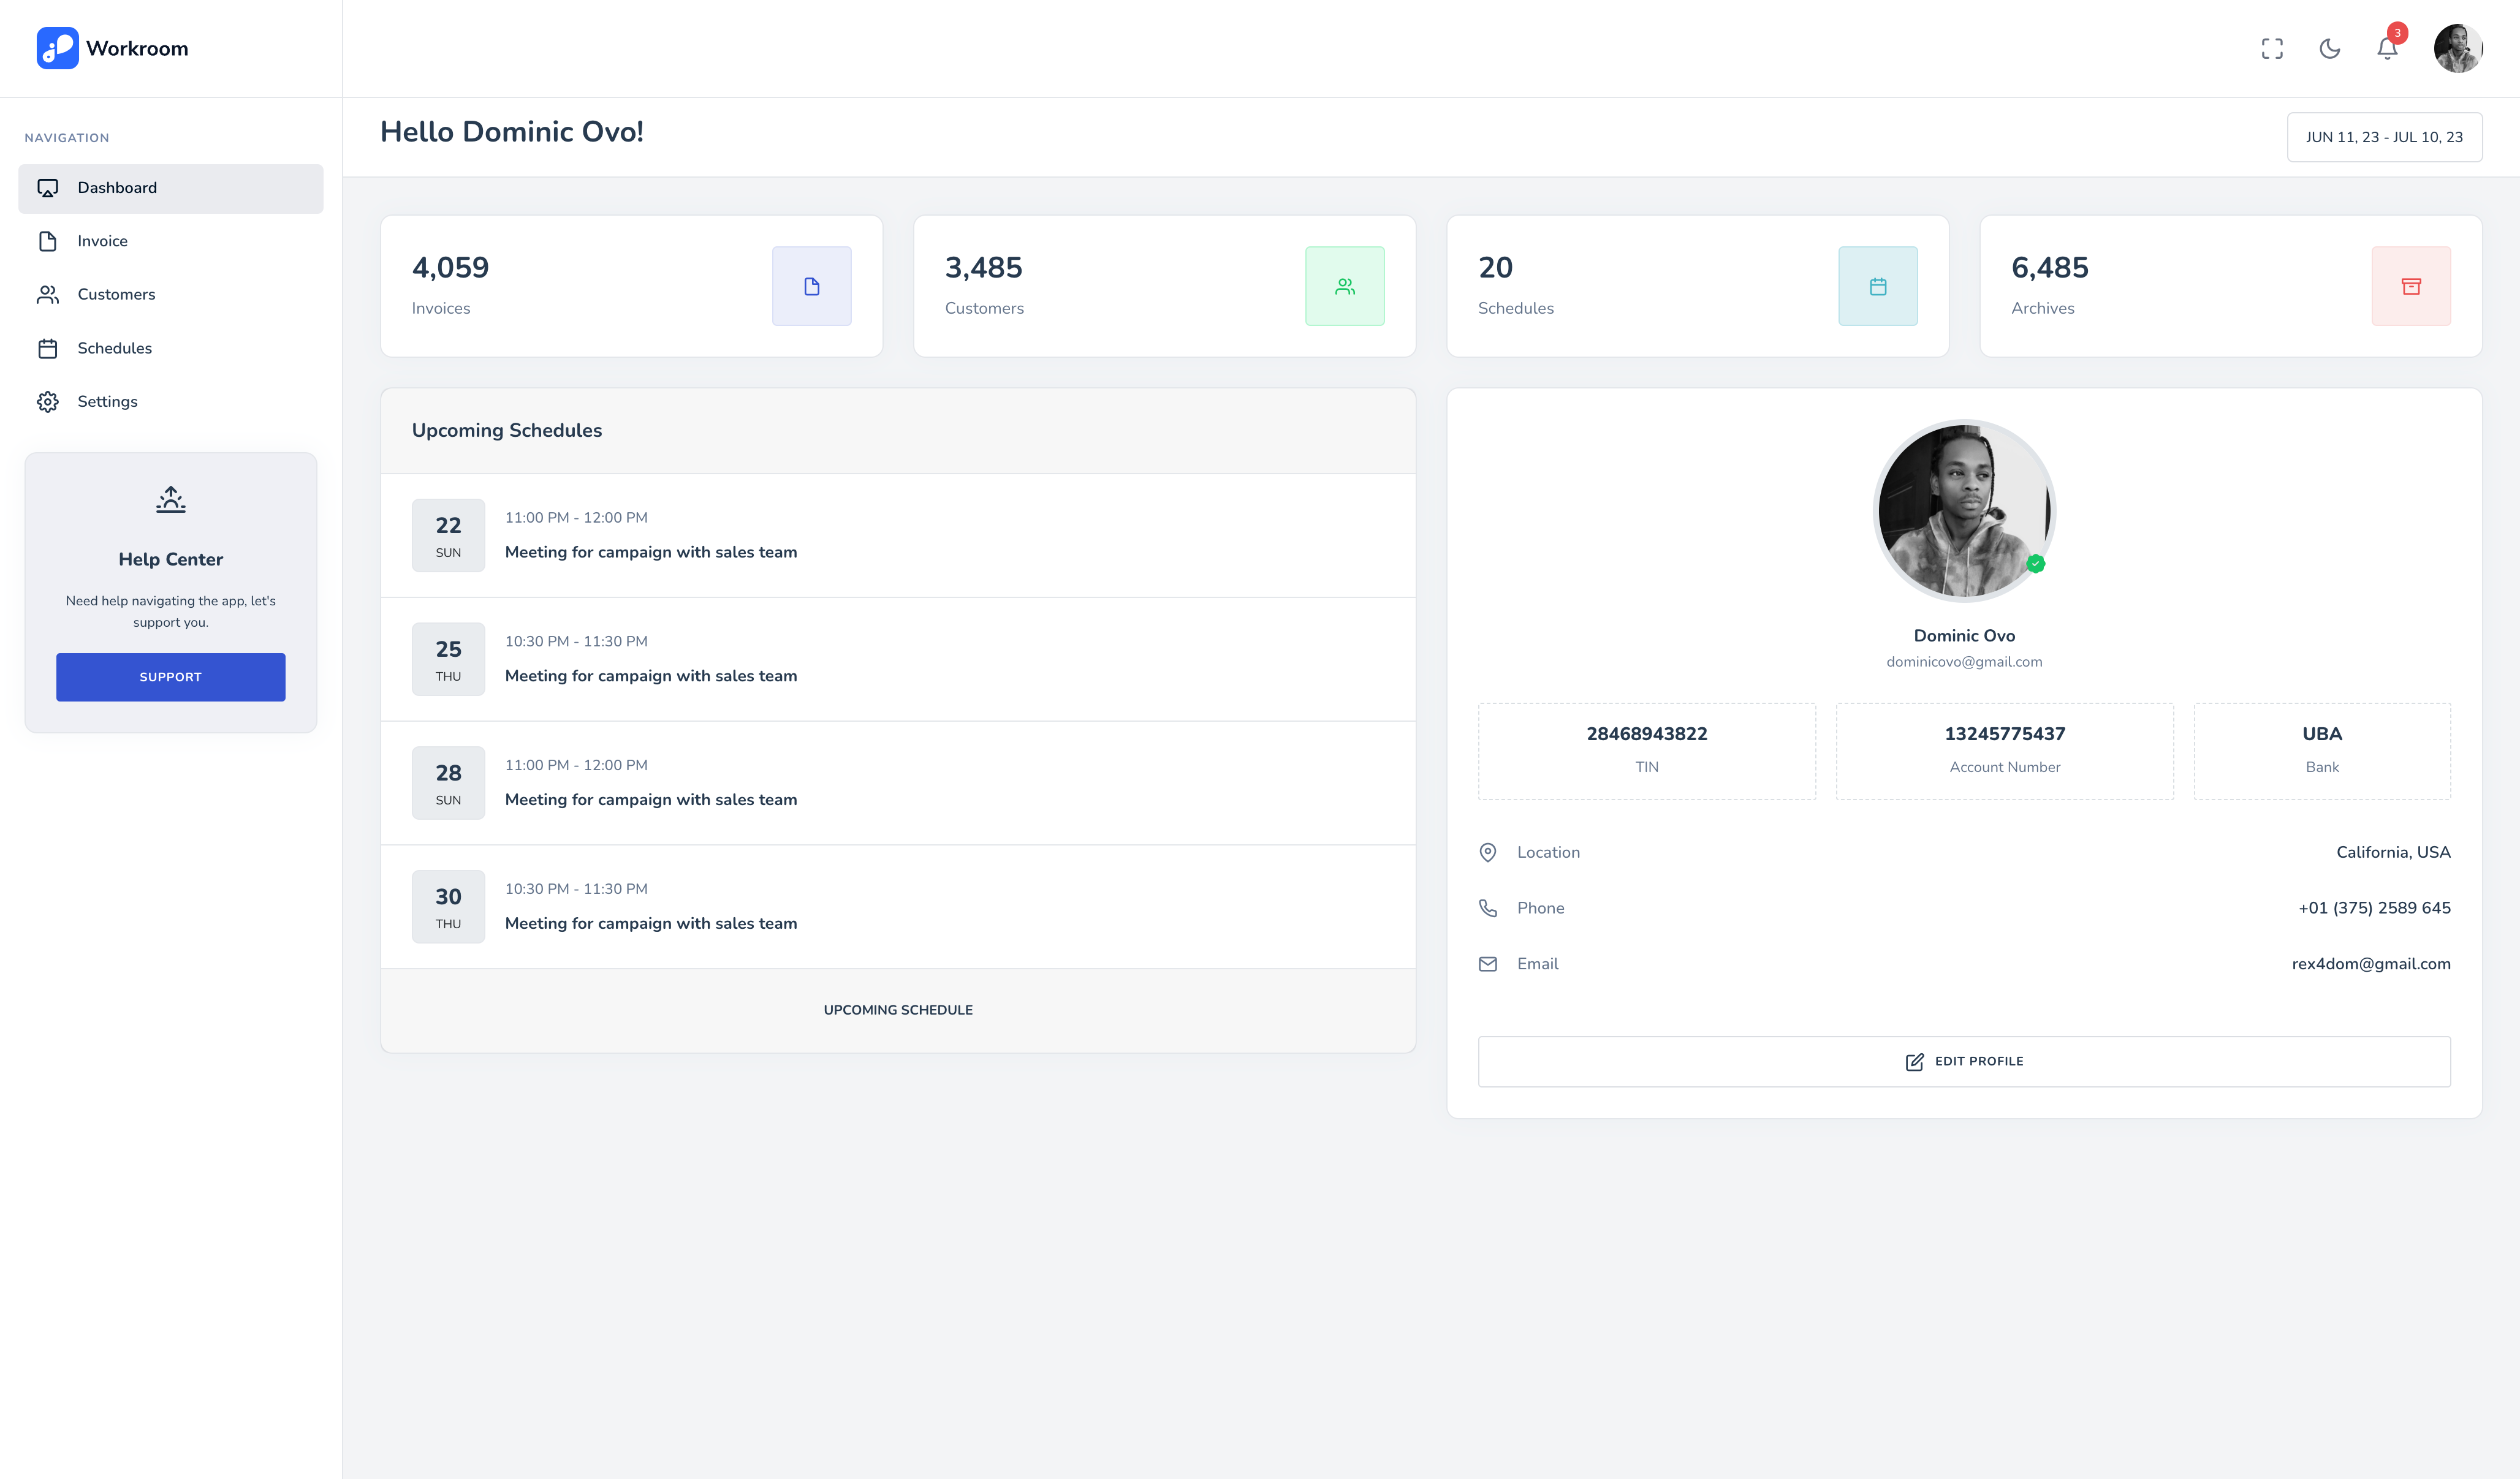 Workroom
3
NAVIGATION
Dashboard
Invoice
Customers
Schedules
Settings
Help Center
Need help navigating the app, let's
support you.
SUPPORT
Hello Dominic Ovo!
JUN 11, 23 - JUL 10, 23
4,059
Invoices
3,485
Customers
20
Schedules
6,485
Archives
Upcoming Schedules
22
SUN
11:00 PM - 12:00 PM
Meeting for campaign with sales team
25
THU
10:30 PM - 11:30 PM
Meeting for campaign with sales team
28
SUN
11:00 PM - 12:00 PM
Meeting for campaign with sales team
30
THU
10:30 PM - 11:30 PM
Meeting for campaign with sales team
UPCOMING SCHEDULE
Dominic Ovo
dominicovo@gmail.com
28468943822
TIN
13245775437
Account Number
UBA
Bank
Location
California, USA
Phone
+01 (375) 2589 645
Email
rex4dom@gmail.com
EDIT PROFILE